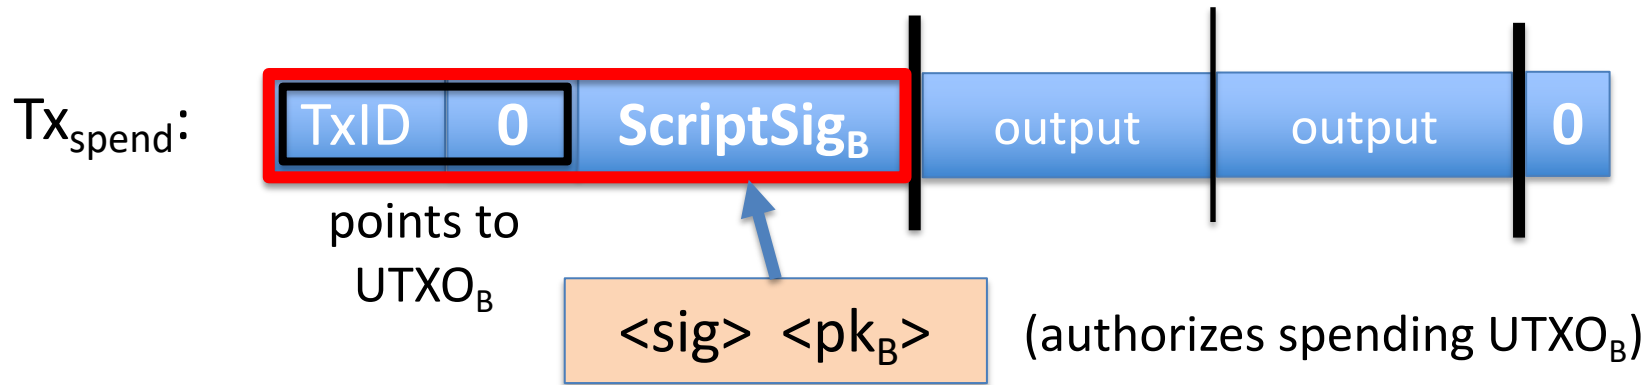 Tx_spend: TxID 0 ScriptSig_B output output 0
points to
UTXO_B
<sig> <pk_B> (authorizes spending UTXO_B)